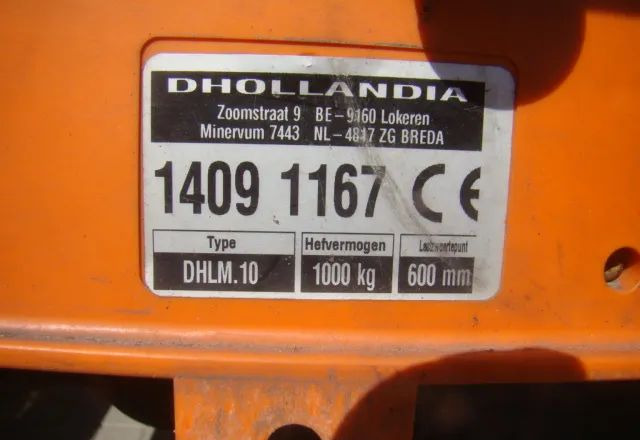 DHOLLANDIA
Zoomstraat 9 BE-9160 Lokeren
Minervum 7443 NL-4817 ZG BREDA
1409 1167 CE
Type Hefvermogen Lastzwaartepunt
DHLM.10 1000 kg 600 mm